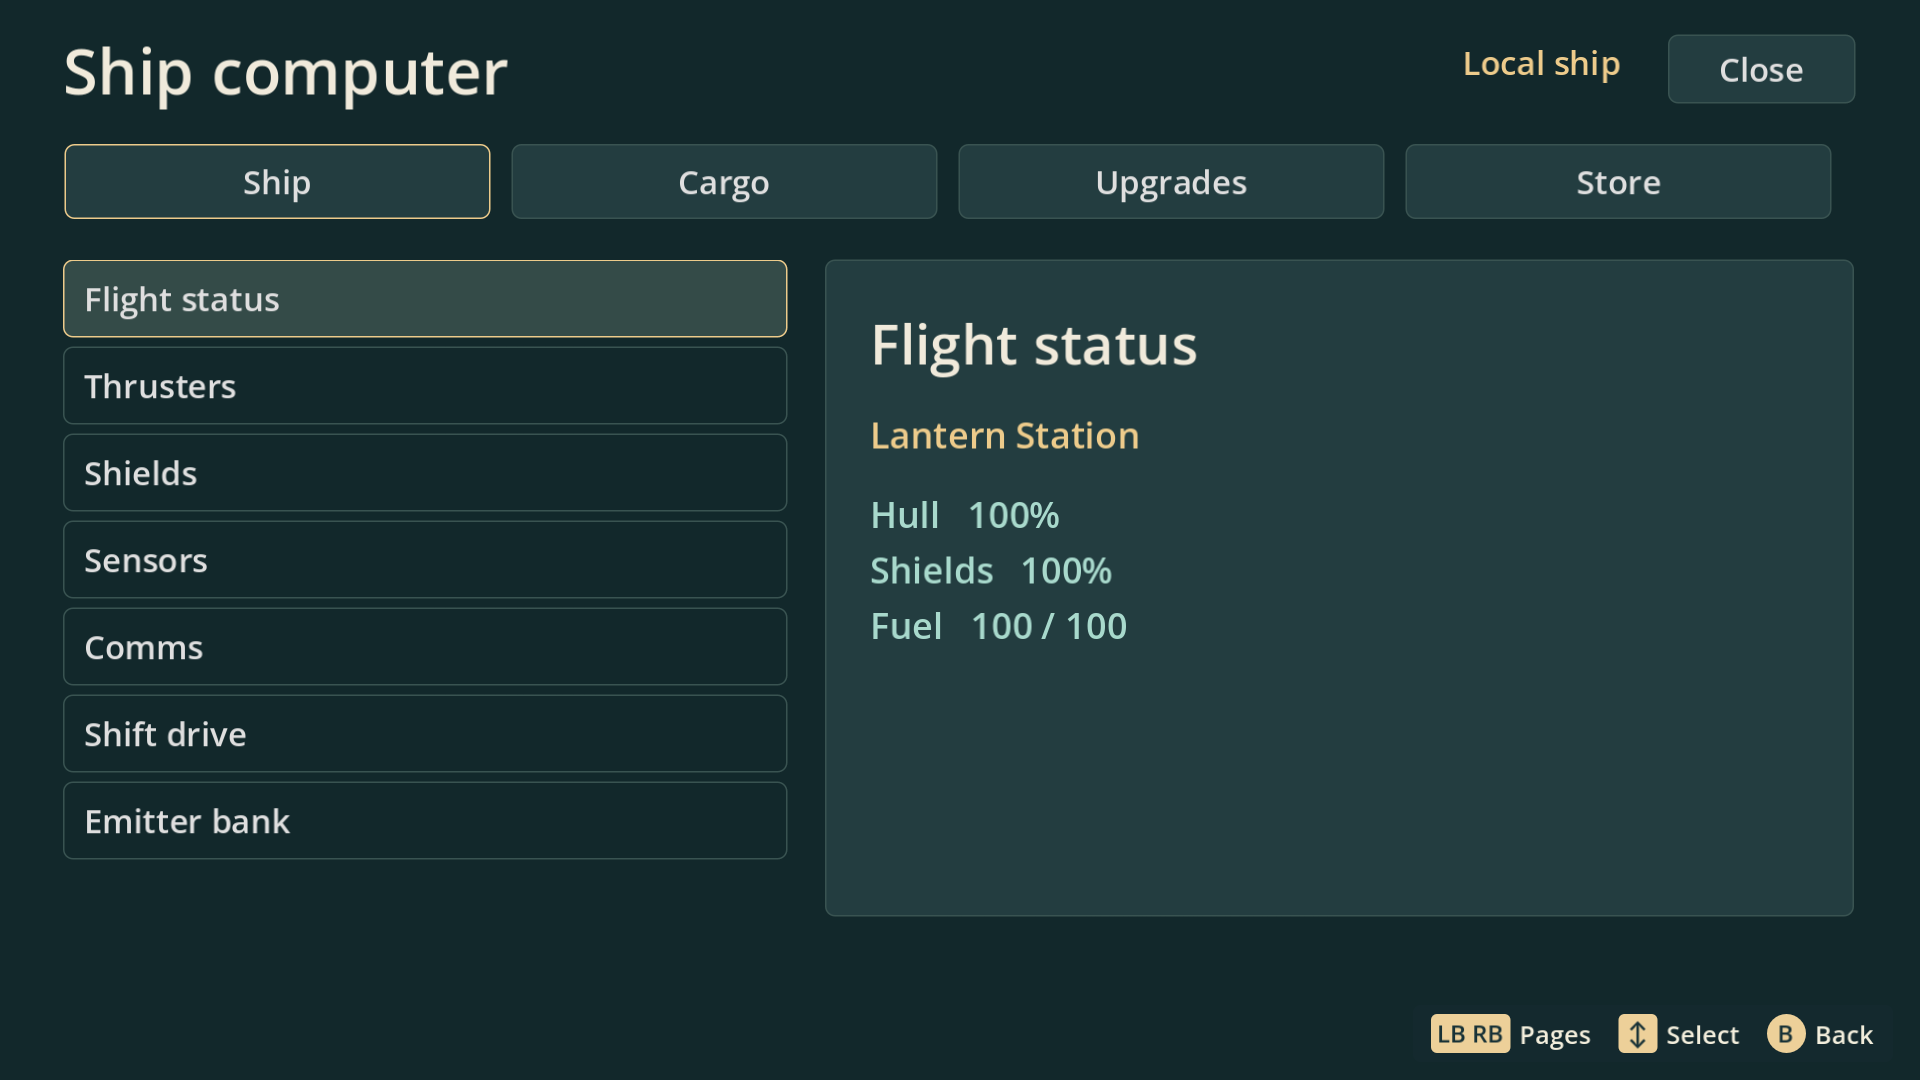 Ship computer
Local ship
Close
Ship
Cargo
Upgrades
Store
Flight status
Thrusters
Shields
Sensors
Comms
Shift drive
Emitter bank
Flight status
Lantern Station
Hull 100%
Shields 100%
Fuel 100 / 100
LB RB Pages
Select
B Back